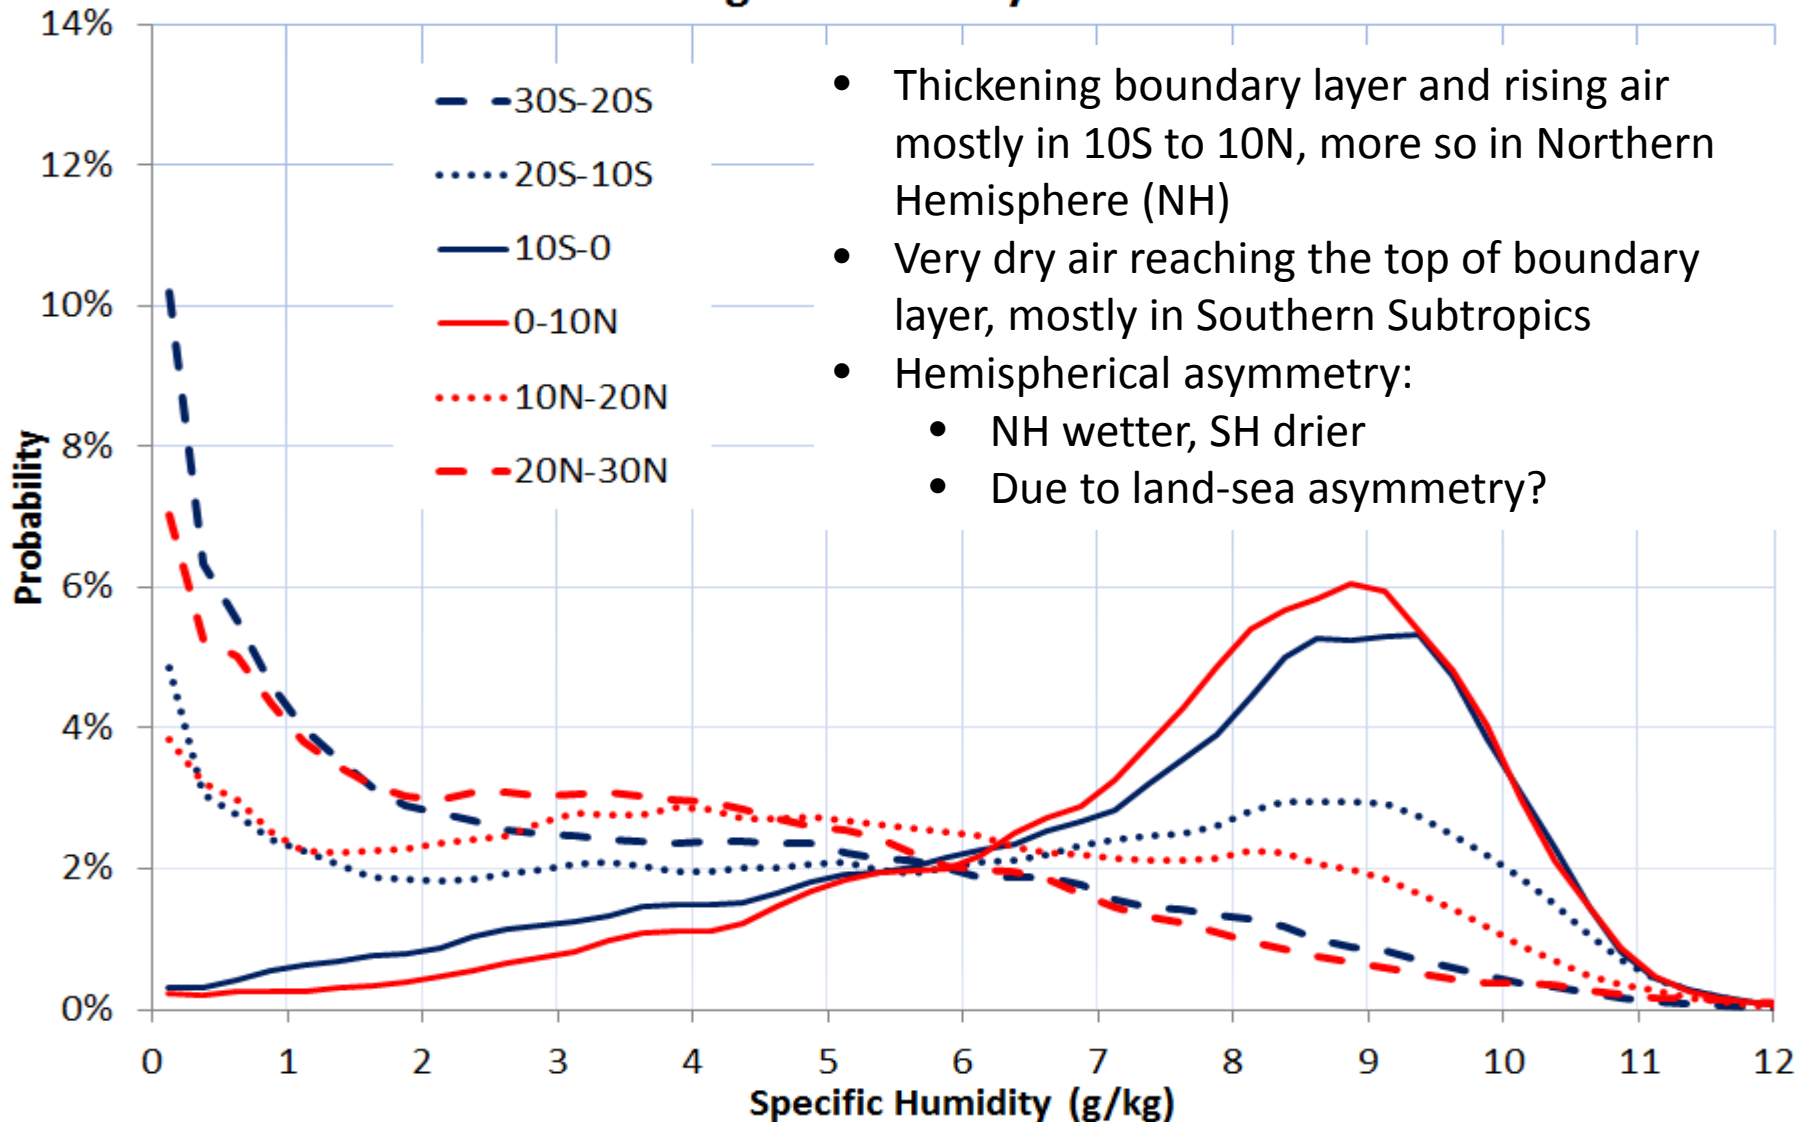 14%
12%
10%
8%
6%
4%
2%
0%
Probability
30S-20S
20S-10S
10S-0
0-10N
10N-20N
20N-30N
• Thickening boundary layer and rising air
mostly in 10S to 10N, more so in Northern
Hemisphere (NH)
• Very dry air reaching the top of boundary
layer, mostly in Southern Subtropics
• Hemispherical asymmetry:
• NH wetter, SH drier
• Due to land-sea asymmetry?
0 1 2 3 4 5 6 7 8 9 10 11 12
Specific Humidity (g/kg)